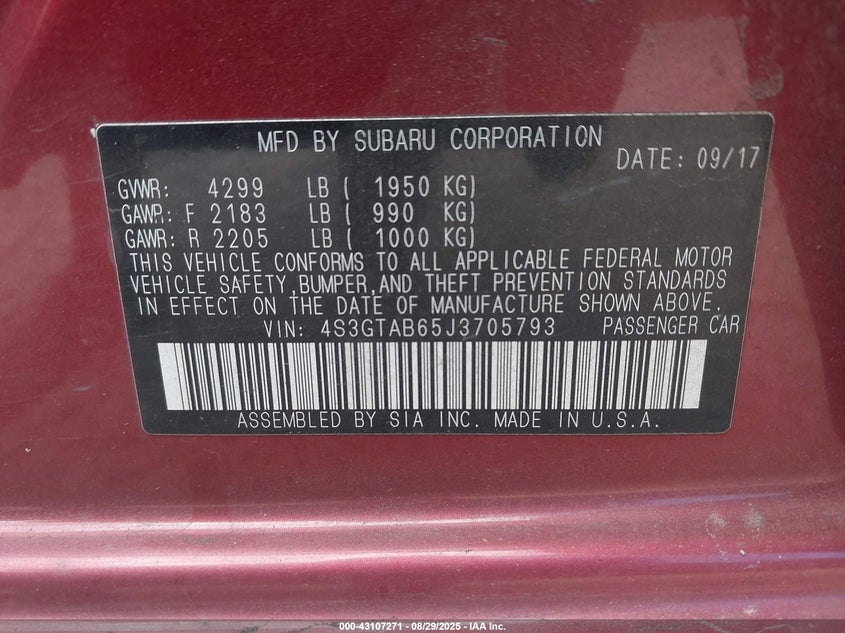 MFD BY SUBARU CORPORATION
DATE: 09/17
GVWR: 4299 LB ( 1950 KG)
GAWR: F 2183 LB ( 990 KG)
GAWR: R 2205 LB ( 1000 KG)
THIS VEHICLE CONFORMS TO ALL APPLICABLE FEDERAL MOTOR
VEHICLE SAFETY,BUMPER,AND THEFT PREVENTION STANDARDS
IN EFFECT ON THE DATE OF MANUFACTURE SHOWN ABOVE.
VIN: 4S3GTAB65J3705793 PASSENGER CAR
ASSEMBLED BY SIA INC. MADE IN U.S.A.
000-43107271 - 08/29/2025 - IAA Inc.